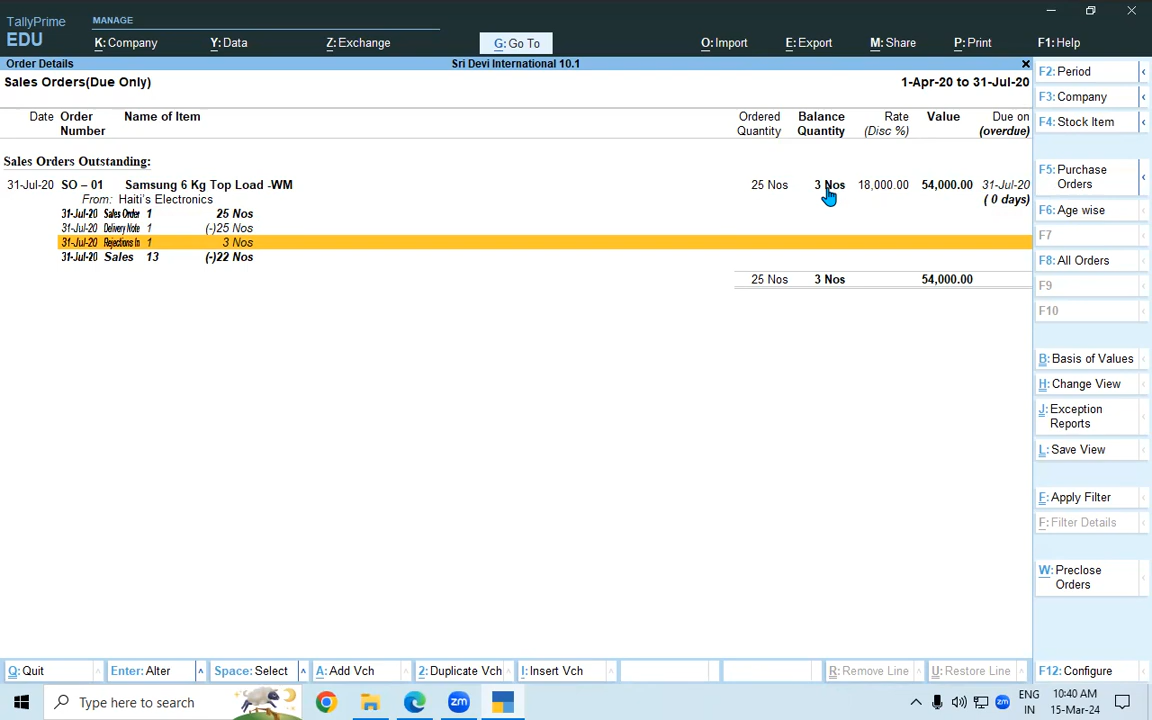 TallyPrime
EDU
MANAGE
K: Company
Y: Data
Z: Exchange
G: Go To
O: Import
E: Export
M: Share
P: Print
F1: Help
Order Details
Sri Devi International 10.1
Sales Orders(Due Only)
1-Apr-20 to 31-Jul-20
Date Order Number Name of Item Ordered Quantity Balance Quantity Rate (Disc %) Value Due on (overdue)
Sales Orders Outstanding:
31-Jul-20 SO – 01 Samsung 6 Kg Top Load -WM 25 Nos 3 Nos 18,000.00 54,000.00 31-Jul-20
From: Haiti's Electronics ( 0 days)
31-Jul-20 Sales Order 1 25 Nos
31-Jul-20 Delivery Note 1 (-)25 Nos
31-Jul-20 Rejections In 1 3 Nos
31-Jul-20 Sales 13 (-)22 Nos
25 Nos 3 Nos 54,000.00
F2: Period
F3: Company
F4: Stock Item
F5: Purchase Orders
F6: Age wise
F7
F8: All Orders
F9
F10
B: Basis of Values
H: Change View
J: Exception Reports
L: Save View
F: Apply Filter
F: Filter Details
W: Preclose Orders
Q: Quit
Enter: Alter
Space: Select
A: Add Vch
2: Duplicate Vch
I: Insert Vch
R: Remove Line
U: Restore Line
F12: Configure
Type here to search
zm
zm
ENG
IN
10:40 AM
15-Mar-24